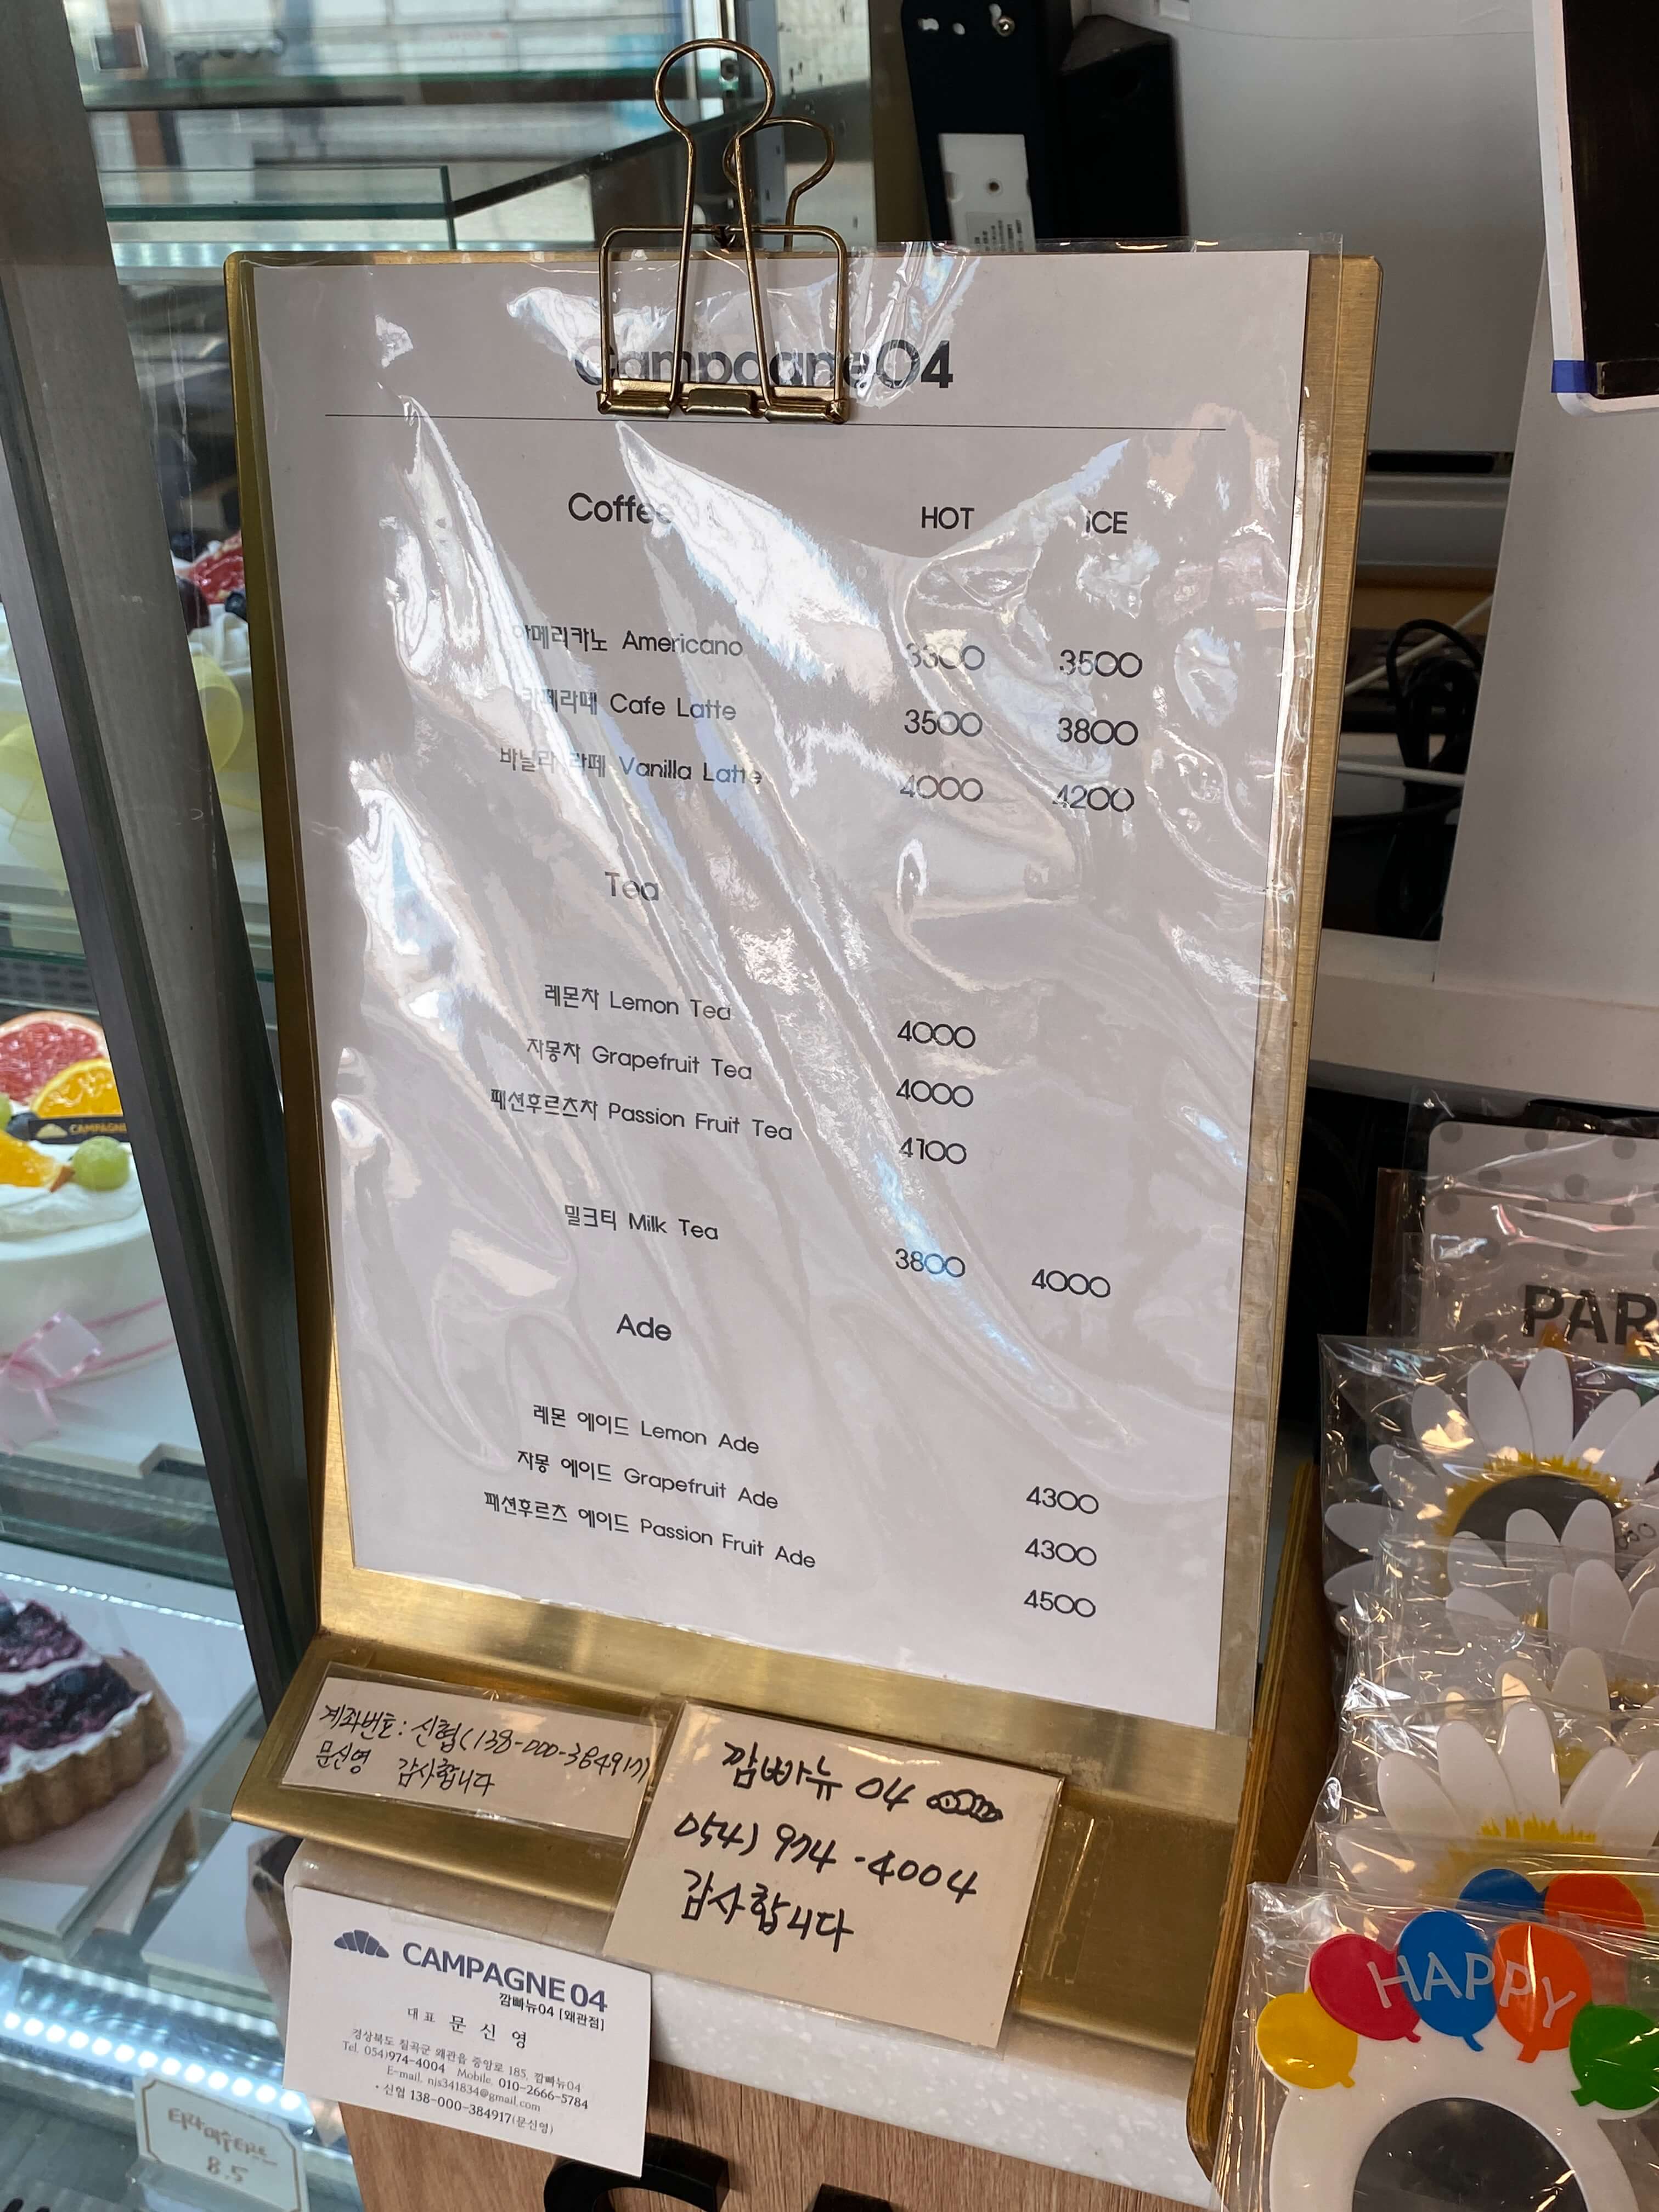 Campagne04
Coffee HOT iCE
아메리카노 Americano 3300 3500
카페라떼 Cafe Latte 3500 3800
바닐라 라떼 Vanilla Latte 4000 4200
Tea
레몬차 Lemon Tea 4000
자몽차 Grapefruit Tea 4000
패션후르츠차 Passion Fruit Tea 4100
밀크티 Milk Tea 3800 4000
Ade
레몬 에이드 Lemon Ade 4300
자몽 에이드 Grapefruit Ade 4300
패션후르츠 에이드 Passion Fruit Ade 4500
계좌번호: 신협(138-000-384917)
문신영 감사합니다
깜빠뉴 04
054) 974-4004
감사합니다
CAMPAGNE 04
깜빠뉴04 [왜관점]
대표 문신영
경상북도 칠곡군 왜관읍 중앙로 185, 깜빠뉴04
Tel. 054)974-4004 Mobile. 010-2666-5784
E-mail. njs341834@gmail.com
• 신협 138-000-384917(문신영)
8.5
CAMPAGNE
PAR
HAPPY